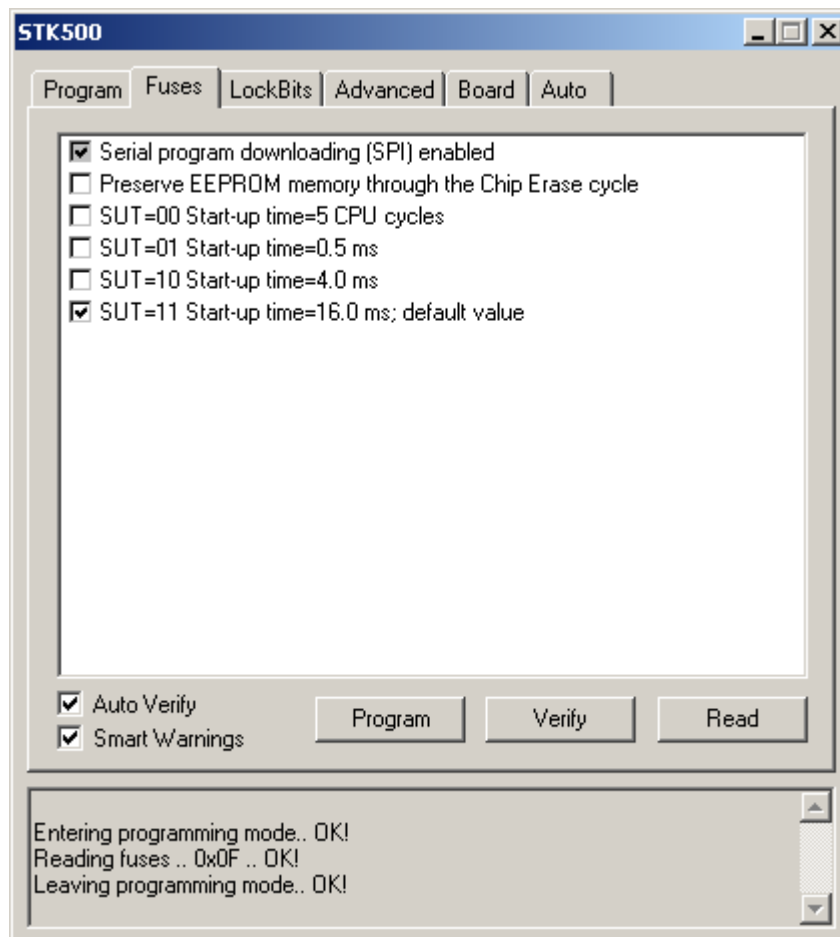 STK500
Program Fuses LockBits Advanced Board Auto
Serial program downloading (SPI) enabled
Preserve EEPROM memory through the Chip Erase cycle
SUT=00 Start-up time=5 CPU cycles
SUT=01 Start-up time=0.5 ms
SUT=10 Start-up time=4.0 ms
SUT=11 Start-up time=16.0 ms; default value
Auto Verify
Smart Warnings
Program Verify Read
Entering programming mode.. OK!
Reading fuses .. 0x0F .. OK!
Leaving programming mode.. OK!